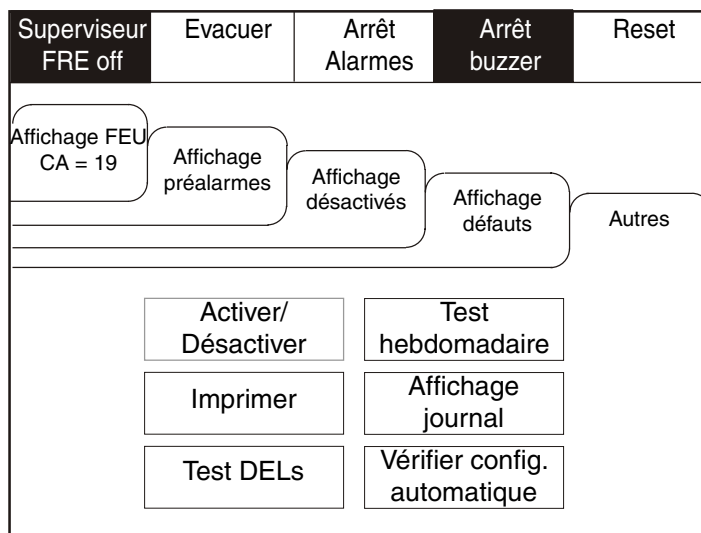 Superviseur
FRE off
Evacuer
Arrêt
Alarmes
Arrêt
buzzer
Reset
Affichage FEU
CA = 19
Affichage
préalarmes
Affichage
désactivés
Affichage
défauts
Autres
Activer/
Désactiver
Test
hebdomadaire
Imprimer
Affichage
journal
Test DELs
Vérifier config.
automatique